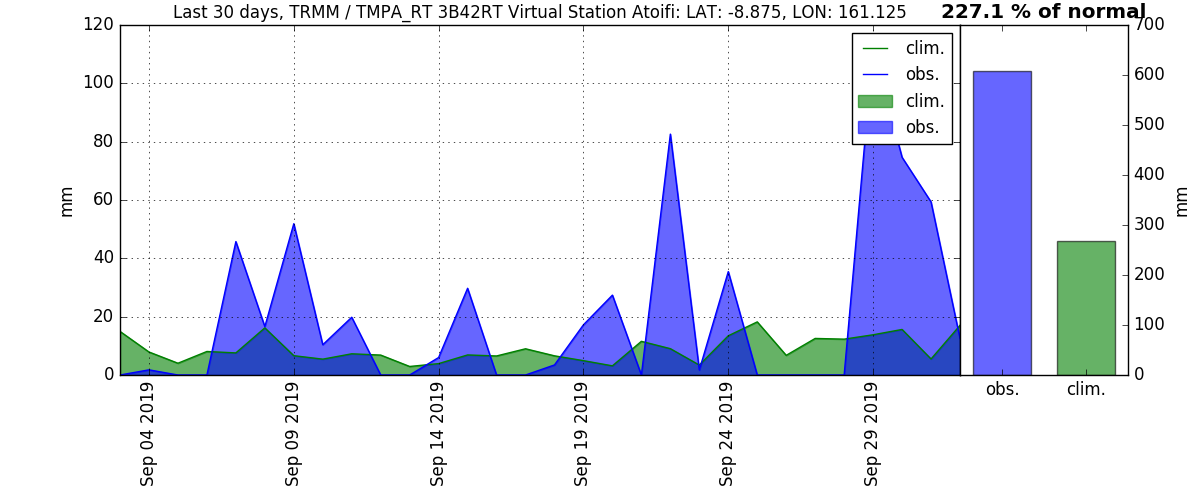 Last 30 days, TRMM / TMPA_RT 3B42RT Virtual Station Atoifi: LAT: -8.875, LON: 161.125
227.1 % of normal
120
100
80
60
40
20
0
mm
clim.
obs.
clim.
obs.
Sep 04 2019
Sep 09 2019
Sep 14 2019
Sep 19 2019
Sep 24 2019
Sep 29 2019
700
600
500
400
300
200
100
0
mm
obs.
clim.